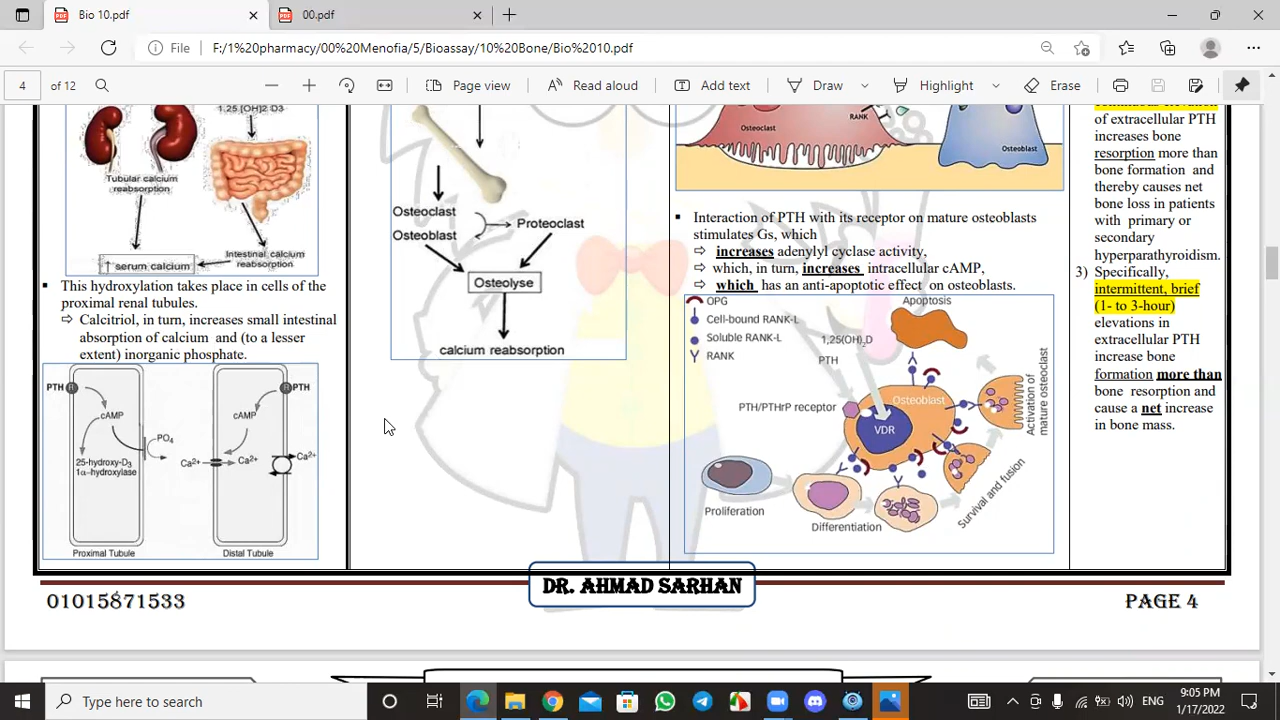 Bio 10.pdf
00.pdf
File
F:/1%20pharmacy/00%20Menofia/5/Bioassay/10%20Bone/Bio%2010.pdf
4 of 12
Page view
Read aloud
Add text
Draw
Highlight
Erase
1,25 [OH]2 D3
Tubular calcium
reabsorption
Intestinal calcium
reabsorption
↑ serum calcium
▪ This hydroxylation takes place in cells of the
proximal renal tubules.
⇨ Calcitriol, in turn, increases small intestinal
absorption of calcium and (to a lesser
extent) inorganic phosphate.
PTH R
R PTH
cAMP
cAMP
PO4
25-hydroxy-D3
1α-hydroxylase
Ca2+
Ca2+
Ca2+
Proximal Tubule
Distal Tubule
Osteoclast
Osteoblast
Proteoclast
Osteolyse
calcium reabsorption
Osteoclast
RANK
Osteoblast
▪ Interaction of PTH with its receptor on mature osteoblasts
stimulates Gs, which
⇨ increases adenylyl cyclase activity,
⇨ which, in turn, increases intracellular cAMP,
⇨ which has an anti-apoptotic effect on osteoblasts.
OPG
Cell-bound RANK-L
Soluble RANK-L
RANK
Apoptosis
1,25(OH)2D
PTH
PTH/PTHrP receptor
Osteoblast
VDR
Activation of
mature osteoclast
Proliferation
Differentiation
Survival and fusion
continuous elevation
of extracellular PTH
increases bone
resorption more than
bone formation and
thereby causes net
bone loss in patients
with primary or
secondary
hyperparathyroidism.
3) Specifically,
intermittent, brief
(1- to 3-hour)
elevations in
extracellular PTH
increase bone
formation more than
bone resorption and
cause a net increase
in bone mass.
DR. AHMAD SARHAN
01015871533
PAGE 4
Type here to search
ENG
9:05 PM
1/17/2022